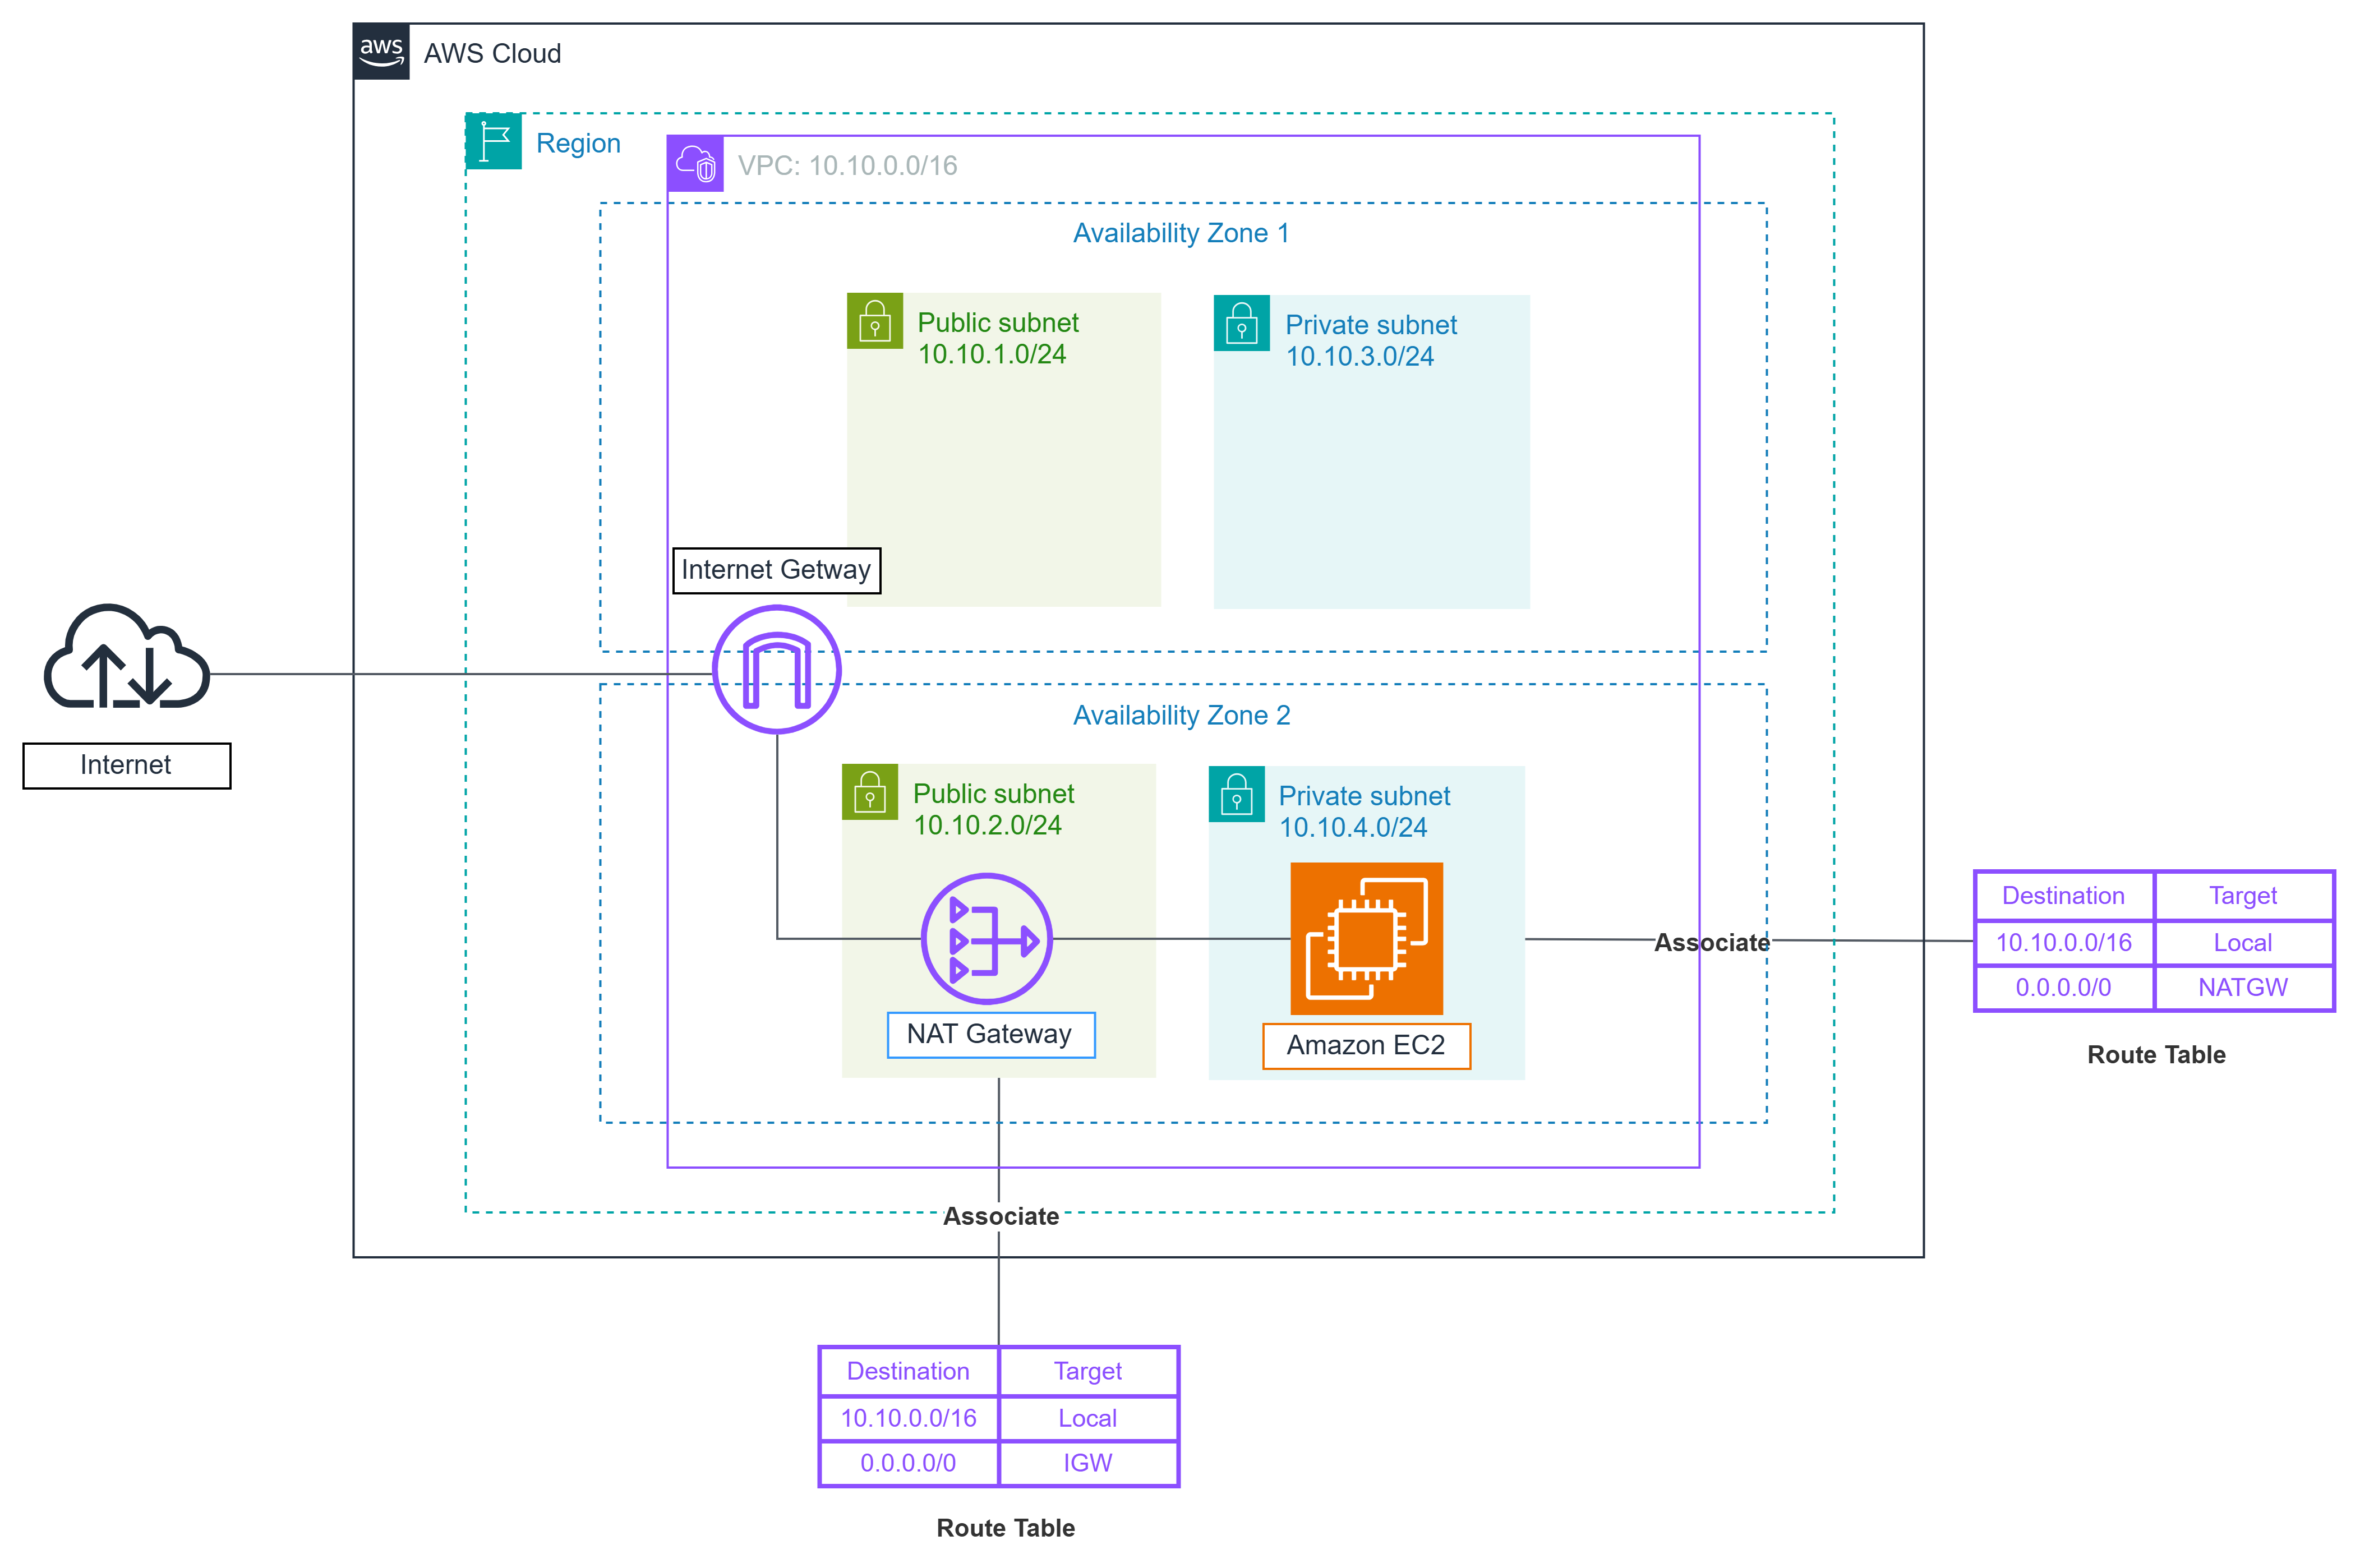 aws
AWS Cloud
Region
VPC: 10.10.0.0/16
Availability Zone 1
Public subnet
10.10.1.0/24
Private subnet
10.10.3.0/24
Internet Getway
Internet
Availability Zone 2
Public subnet
10.10.2.0/24
Private subnet
10.10.4.0/24
NAT Gateway
Amazon EC2
Associate
Destination Target
10.10.0.0/16 Local
0.0.0.0/0 NATGW
Route Table
Associate
Destination Target
10.10.0.0/16 Local
0.0.0.0/0 IGW
Route Table